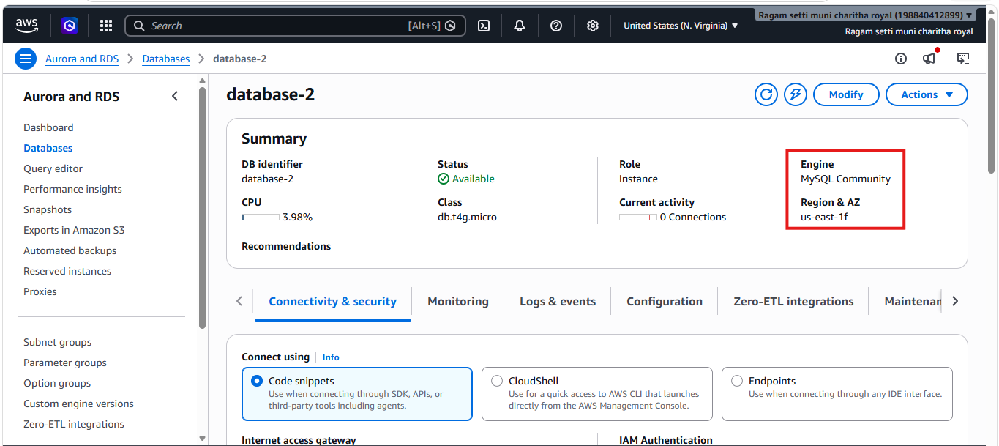 aws
Search [Alt+S]
United States (N. Virginia)
Ragam setti muni charitha royal (198840412899)
Ragam setti muni charitha royal
Aurora and RDS
Databases
database-2
Aurora and RDS
Dashboard
Databases
Query editor
Performance insights
Snapshots
Exports in Amazon S3
Automated backups
Reserved instances
Proxies
Subnet groups
Parameter groups
Option groups
Custom engine versions
Zero-ETL integrations
database-2
Modify
Actions
Summary
DB identifier
database-2
Status
Available
Role
Instance
Engine
MySQL Community
CPU
3.98%
Class
db.t4g.micro
Current activity
0 Connections
Region & AZ
us-east-1f
Recommendations
Connectivity & security
Monitoring
Logs & events
Configuration
Zero-ETL integrations
Maintenan
Connect using
Info
Code snippets
Use when connecting through SDK, APIs, or
third-party tools including agents.
CloudShell
Use for a quick access to AWS CLI that launches
directly from the AWS Management Console.
Endpoints
Use when connecting through any IDE interface.
Internet access gateway
IAM Authentication